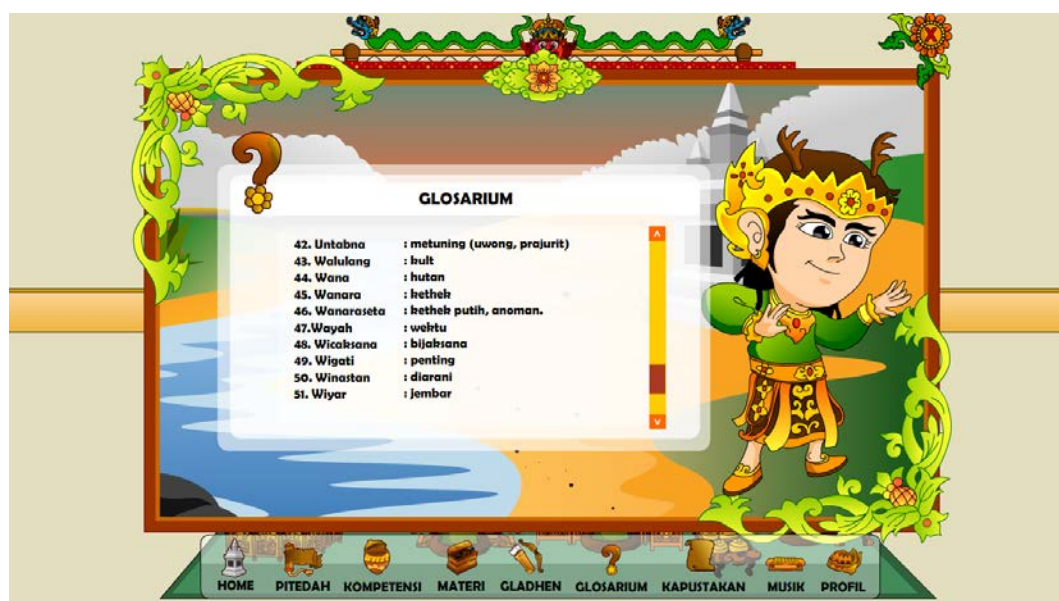 GLOSARIUM
42. Untabna : metuning (uwong, prajurit)
43. Walulang : kult
44. Wana : hutan
45. Wanara : kethek
46. Wanaraseta : kethek putih, anoman.
47.Wayah : wektu
48. Wicaksana : bijaksana
49. Wigati : penting
50. Winastan : diarani
51. Wiyar : jembar
HOME PITEDAH KOMPETENSI MATERI GLADHEN GLOSARIUM KAPUSTAKAN MUSIK PROFIL